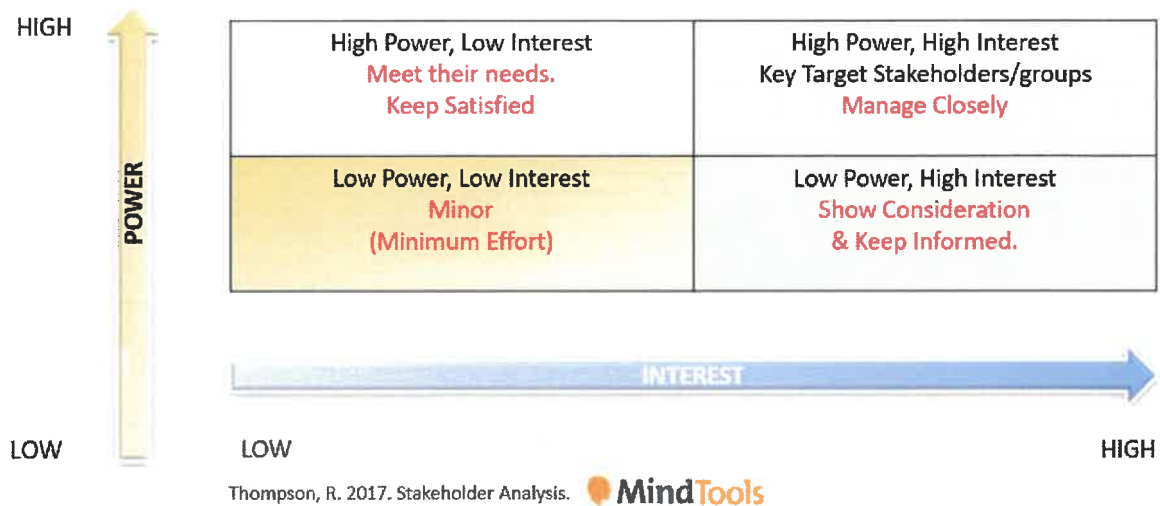 HIGH
High Power, Low Interest
Meet their needs.
Keep Satisfied
High Power, High Interest
Key Target Stakeholders/groups
Manage Closely
POWER
Low Power, Low Interest
Minor
(Minimum Effort)
Low Power, High Interest
Show Consideration
& Keep Informed.
INTEREST
LOW
LOW
HIGH
Thompson, R. 2017. Stakeholder Analysis.
MindTools